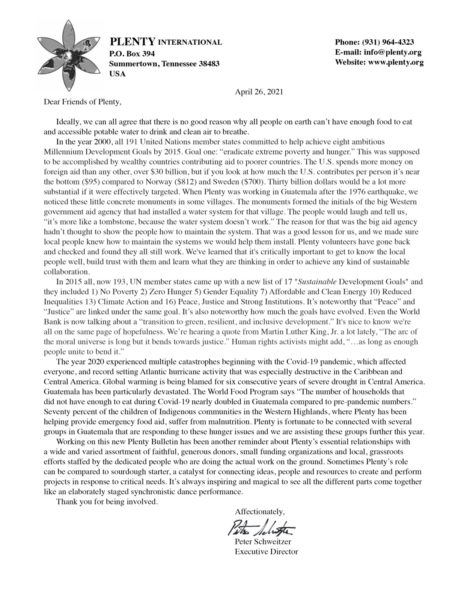 PLENTY INTERNATIONAL
P.O. Box 394
Summertown, Tennessee 38483
USA
Phone: (931) 964-4323
E-mail: info@plenty.org
Website: www.plenty.org
April 26, 2021
Dear Friends of Plenty,
Ideally, we can all agree that there is no good reason why all people on earth can't have enough food to eat
and accessible potable water to drink and clean air to breathe.
In the year 2000, all 191 United Nations member states committed to help achieve eight ambitious
Millennium Development Goals by 2015. Goal one: "eradicate extreme poverty and hunger." This was supposed
to be accomplished by wealthy countries contributing aid to poorer countries. The U.S. spends more money on
foreign aid than any other, over $30 billion, but if you look at how much the U.S. contributes per person it's near
the bottom ($95) compared to Norway ($812) and Sweden ($700). Thirty billion dollars would be a lot more
substantial if it were effectively targeted. When Plenty was working in Guatemala after the 1976 earthquake, we
noticed these little concrete monuments in some villages. The monuments formed the initials of the big Western
government aid agency that had installed a water system for that village. The people would laugh and tell us,
"it's more like a tombstone, because the water system doesn't work." The reason for that was the big aid agency
hadn't thought to show the people how to maintain the system. That was a good lesson for us, and we made sure
local people knew how to maintain the systems we would help them install. Plenty volunteers have gone back
and checked and found they all still work. We've learned that it's critically important to get to know the local
people well, build trust with them and learn what they are thinking in order to achieve any kind of sustainable
collaboration.
In 2015 all, now 193, UN member states came up with a new list of 17 "Sustainable Development Goals" and
they included 1) No Poverty 2) Zero Hunger 5) Gender Equality 7) Affordable and Clean Energy 10) Reduced
Inequalities 13) Climate Action and 16) Peace, Justice and Strong Institutions. It's noteworthy that "Peace" and
"Justice" are linked under the same goal. It's also noteworthy how much the goals have evolved. Even the World
Bank is now talking about a "transition to green, resilient, and inclusive development." It's nice to know we're
all on the same page of hopefulness. We're hearing a quote from Martin Luther King, Jr. a lot lately, "The arc of
the moral universe is long but it bends towards justice." Human rights activists might add, "…as long as enough
people unite to bend it."
The year 2020 experienced multiple catastrophes beginning with the Covid-19 pandemic, which affected
everyone, and record setting Atlantic hurricane activity that was especially destructive in the Caribbean and
Central America. Global warming is being blamed for six consecutive years of severe drought in Central America.
Guatemala has been particularly devastated. The World Food Program says "The number of households that
did not have enough to eat during Covid-19 nearly doubled in Guatemala compared to pre-pandemic numbers."
Seventy percent of the children of Indigenous communities in the Western Highlands, where Plenty has been
helping provide emergency food aid, suffer from malnutrition. Plenty is fortunate to be connected with several
groups in Guatemala that are responding to these hunger issues and we are assisting these groups further this year.
Working on this new Plenty Bulletin has been another reminder about Plenty's essential relationships with
a wide and varied assortment of faithful, generous donors, small funding organizations and local, grassroots
efforts staffed by the dedicated people who are doing the actual work on the ground. Sometimes Plenty's role
can be compared to sourdough starter, a catalyst for connecting ideas, people and resources to create and perform
projects in response to critical needs. It's always inspiring and magical to see all the different parts come together
like an elaborately staged synchronistic dance performance.
Thank you for being involved.
Affectionately,
Peter Schweitzer
Peter Schweitzer
Executive Director